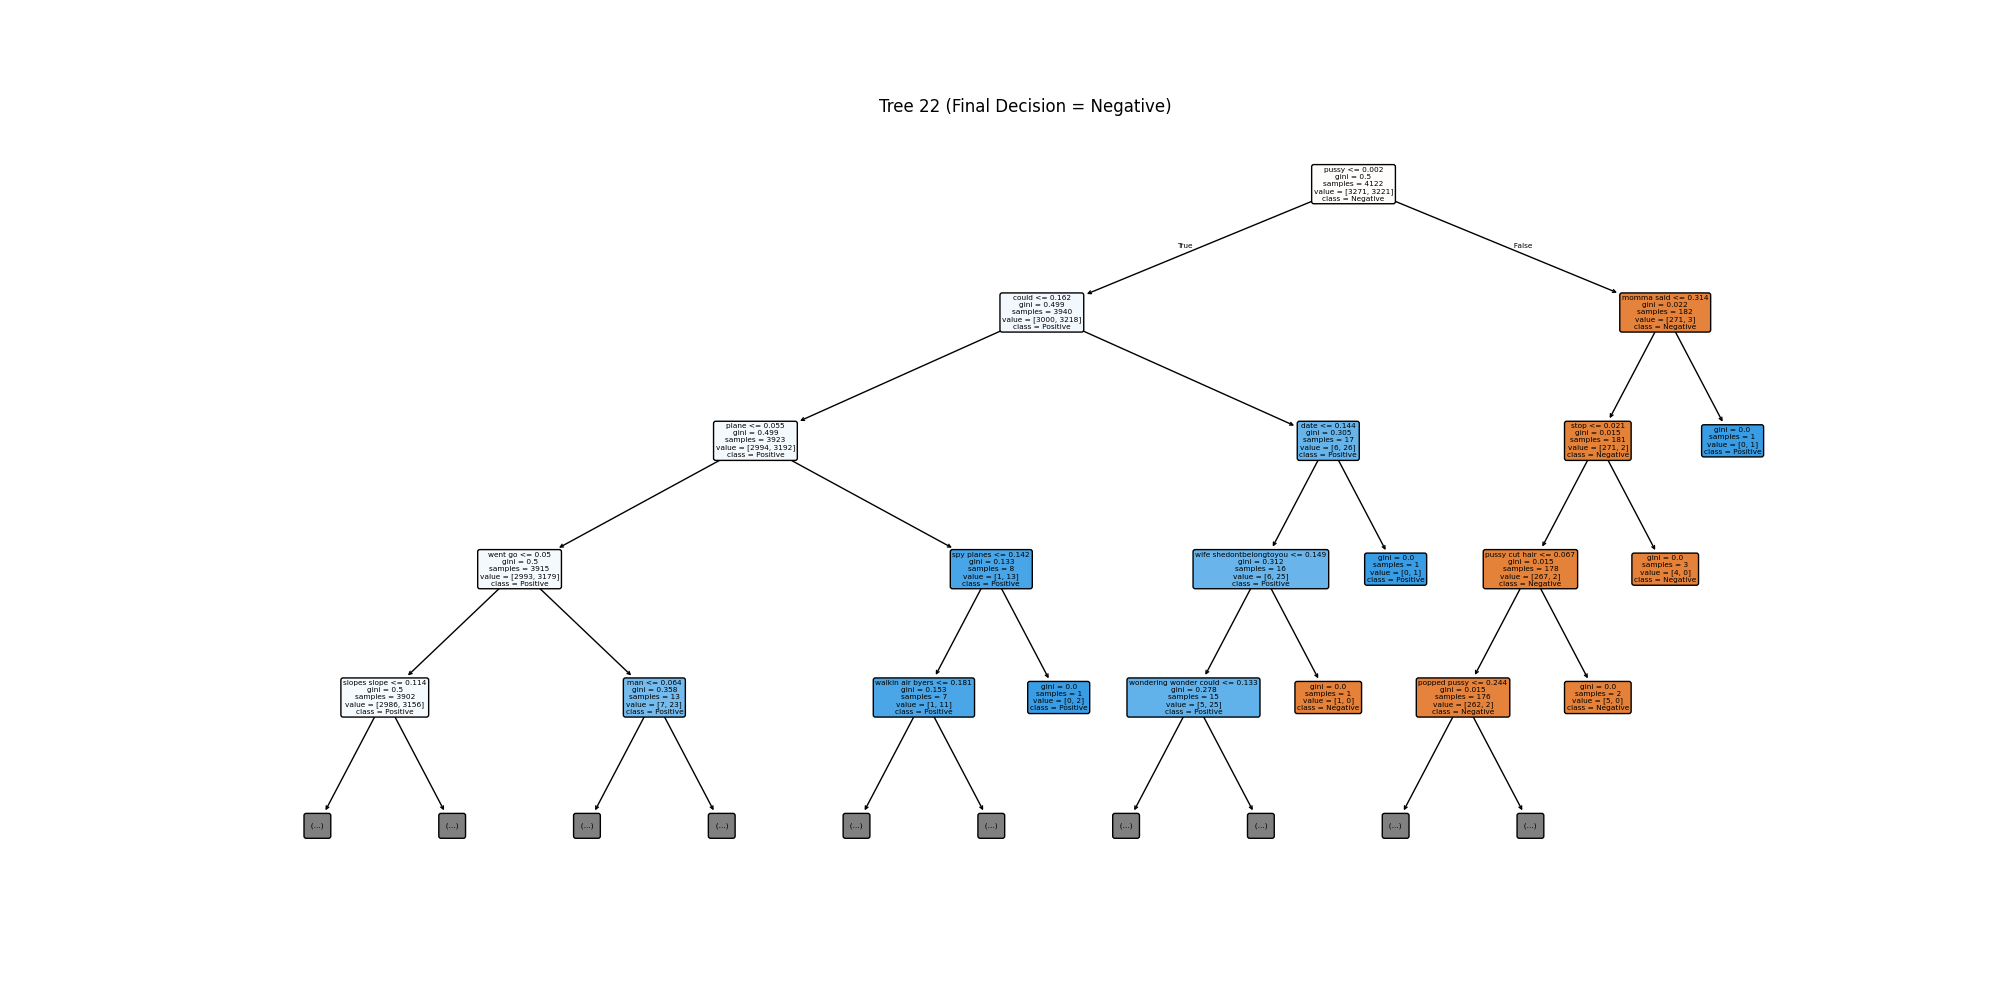 Tree 22 (Final Decision = Negative)
pussy <= 0.002
gini = 0.5
samples = 4122
value = [3271, 3221]
class = Negative
True
False
could <= 0.162
gini = 0.499
samples = 3940
value = [3000, 3218]
class = Positive
momma said <= 0.314
gini = 0.022
samples = 182
value = [271, 3]
class = Negative
plane <= 0.055
gini = 0.499
samples = 3923
value = [2994, 3192]
class = Positive
date <= 0.144
gini = 0.305
samples = 17
value = [6, 26]
class = Positive
stop <= 0.021
gini = 0.015
samples = 181
value = [271, 2]
class = Negative
gini = 0.0
samples = 1
value = [0, 1]
class = Positive
went go <= 0.05
gini = 0.5
samples = 3915
value = [2993, 3179]
class = Positive
spy planes <= 0.142
gini = 0.133
samples = 8
value = [1, 13]
class = Positive
wife shedontbelongtoyou <= 0.149
gini = 0.312
samples = 16
value = [6, 25]
class = Positive
gini = 0.0
samples = 1
value = [0, 1]
class = Positive
pussy cut hair <= 0.067
gini = 0.015
samples = 178
value = [267, 2]
class = Negative
gini = 0.0
samples = 3
value = [4, 0]
class = Negative
slopes slope <= 0.114
gini = 0.5
samples = 3902
value = [2986, 3156]
class = Positive
man <= 0.064
gini = 0.358
samples = 13
value = [7, 23]
class = Positive
walkin air byers <= 0.181
gini = 0.153
samples = 7
value = [1, 11]
class = Positive
gini = 0.0
samples = 1
value = [0, 2]
class = Positive
wondering wonder could <= 0.133
gini = 0.278
samples = 15
value = [5, 25]
class = Positive
gini = 0.0
samples = 1
value = [1, 0]
class = Negative
popped pussy <= 0.244
gini = 0.015
samples = 176
value = [262, 2]
class = Negative
gini = 0.0
samples = 2
value = [5, 0]
class = Negative
(...)
(...)
(...)
(...)
(...)
(...)
(...)
(...)
(...)
(...)